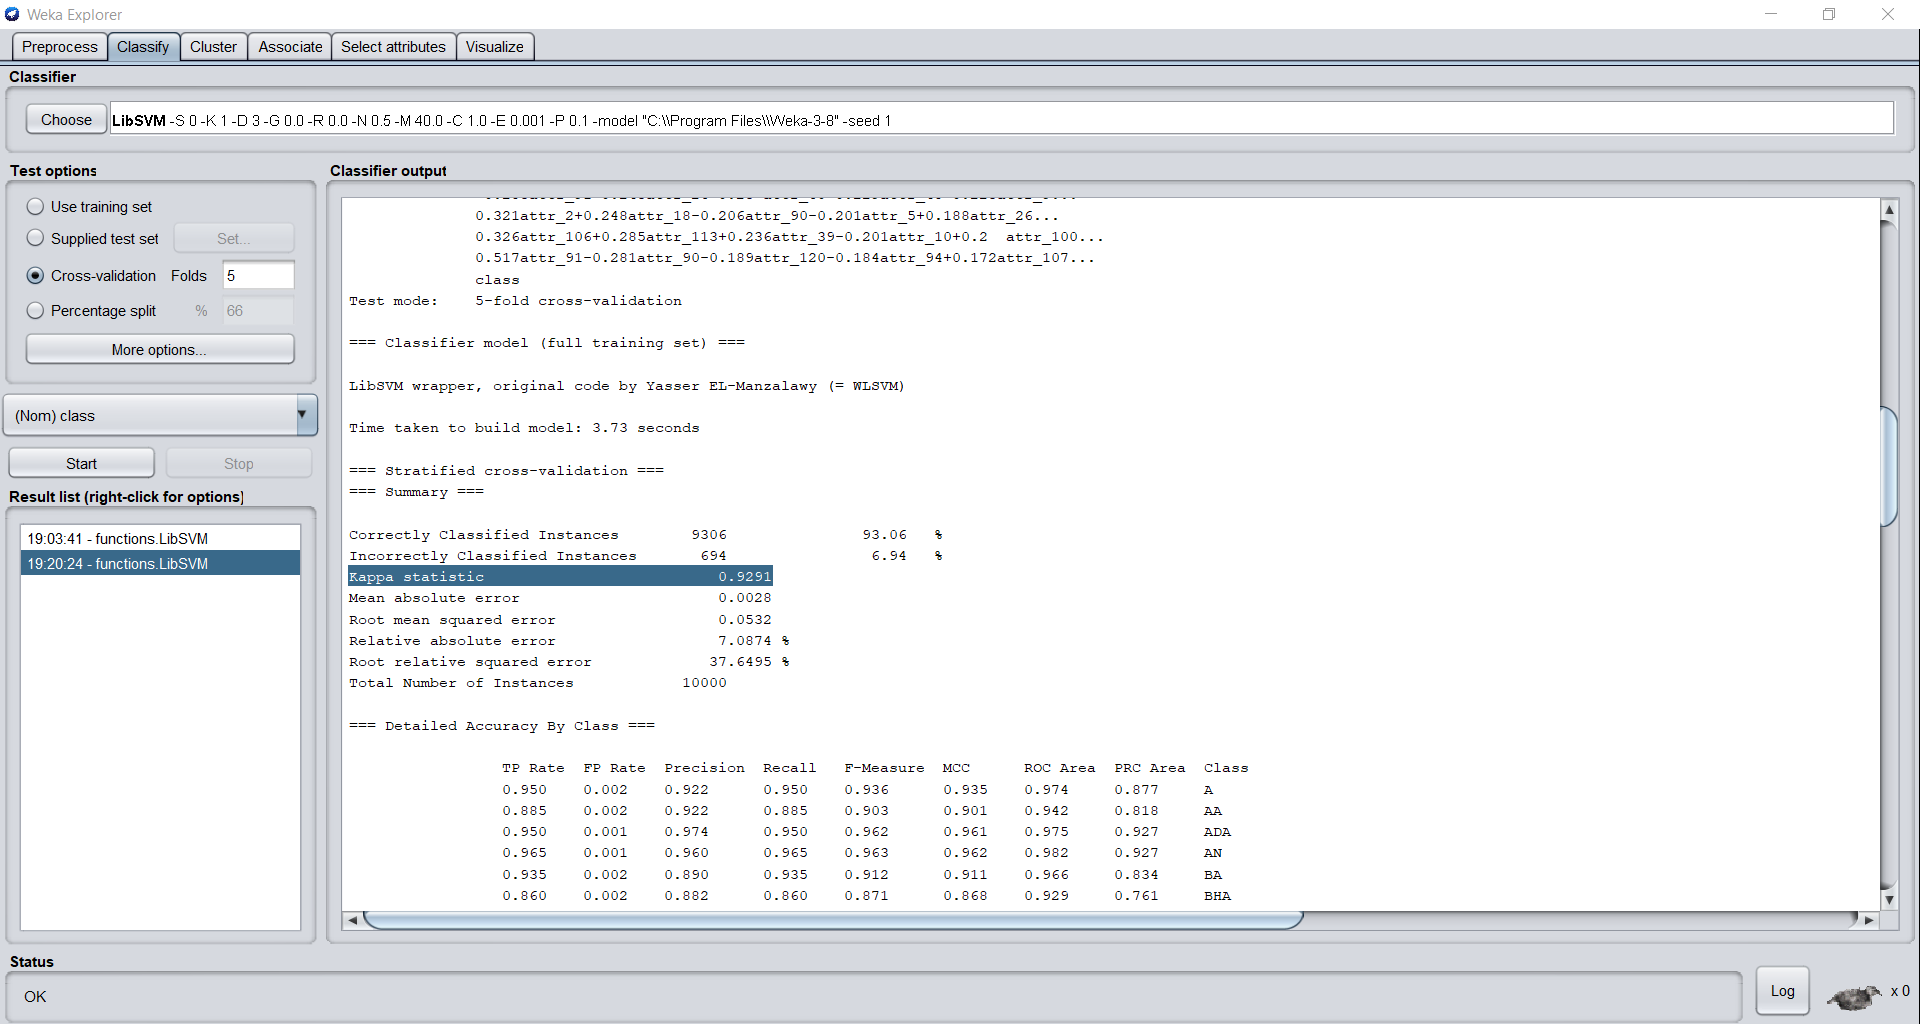 Weka Explorer
Preprocess Classify Cluster Associate Select attributes Visualize
Classifier
Choose LibSVM -S 0 -K 1 -D 3 -G 0.0 -R 0.0 -N 0.5 -M 40.0 -C 1.0 -E 0.001 -P 0.1 -model "C:\\Program Files\\Weka-3-8" -seed 1
Test options
Use training set
Supplied test set Set...
Cross-validation Folds 5
Percentage split % 66
More options...
(Nom) class
Start Stop
Result list (right-click for options)
19:03:41 - functions.LibSVM
19:20:24 - functions.LibSVM
Classifier output
0.321attr_2+0.248attr_18-0.206attr_90-0.201attr_5+0.188attr_26...
0.326attr_106+0.285attr_113+0.236attr_39-0.201attr_10+0.2  attr_100...
0.517attr_91-0.281attr_90-0.189attr_120-0.184attr_94+0.172attr_107...
class
Test mode: 5-fold cross-validation
=== Classifier model (full training set) ===
LibSVM wrapper, original code by Yasser EL-Manzalawy (= WLSVM)
Time taken to build model: 3.73 seconds
=== Stratified cross-validation ===
=== Summary ===
Correctly Classified Instances 9306 93.06 %
Incorrectly Classified Instances 694 6.94 %
Kappa statistic 0.9291
Mean absolute error 0.0028
Root mean squared error 0.0532
Relative absolute error 7.0874 %
Root relative squared error 37.6495 %
Total Number of Instances 10000
=== Detailed Accuracy By Class ===
TP Rate FP Rate Precision Recall F-Measure MCC ROC Area PRC Area Class
0.950 0.002 0.922 0.950 0.936 0.935 0.974 0.877 A
0.885 0.002 0.922 0.885 0.903 0.901 0.942 0.818 AA
0.950 0.001 0.974 0.950 0.962 0.961 0.975 0.927 ADA
0.965 0.001 0.960 0.965 0.963 0.962 0.982 0.927 AN
0.935 0.002 0.890 0.935 0.912 0.911 0.966 0.834 BA
0.860 0.002 0.882 0.860 0.871 0.868 0.929 0.761 BHA
Status
OK
Log x 0